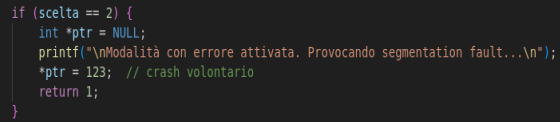 if (scelta == 2) {
int *ptr = NULL;
printf("\nModalità con errore attivata. Provocando segmentation fault...\n");
*ptr = 123;  // crash volontario
return 1;
}